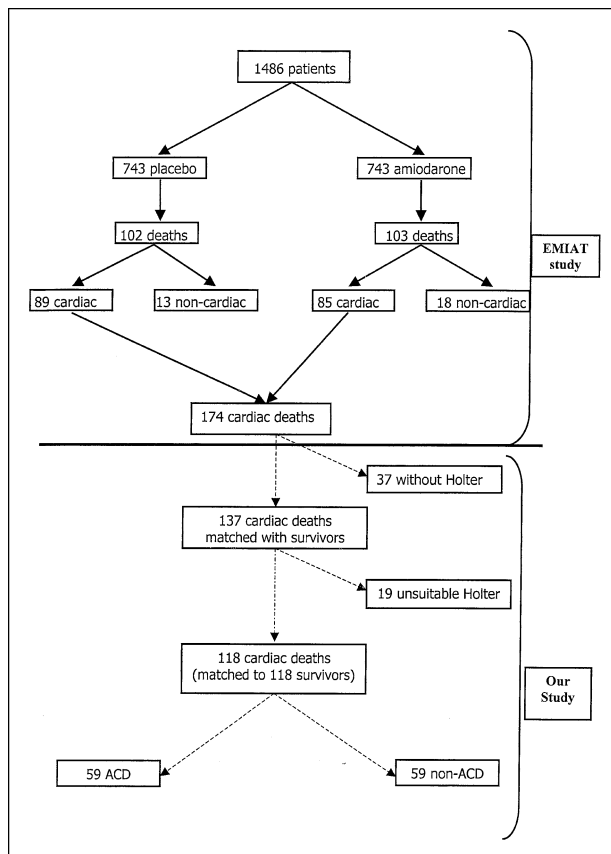 1486 patients
743 placebo
743 amiodarone
102 deaths
103 deaths
EMIAT
study
89 cardiac
13 non-cardiac
85 cardiac
18 non-cardiac
174 cardiac deaths
37 without Holter
137 cardiac deaths
matched with survivors
19 unsuitable Holter
118 cardiac deaths
(matched to 118 survivors)
Our
Study
59 ACD
59 non-ACD